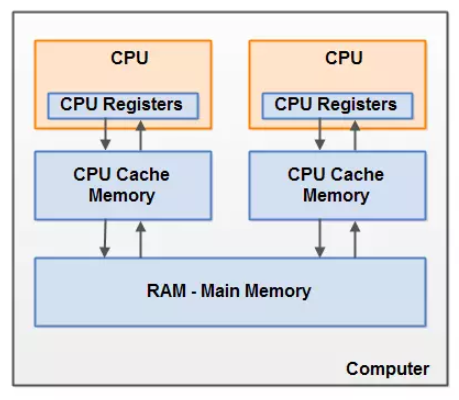 CPU
CPU Registers
CPU Cache
Memory
CPU
CPU Registers
CPU Cache
Memory
RAM - Main Memory
Computer